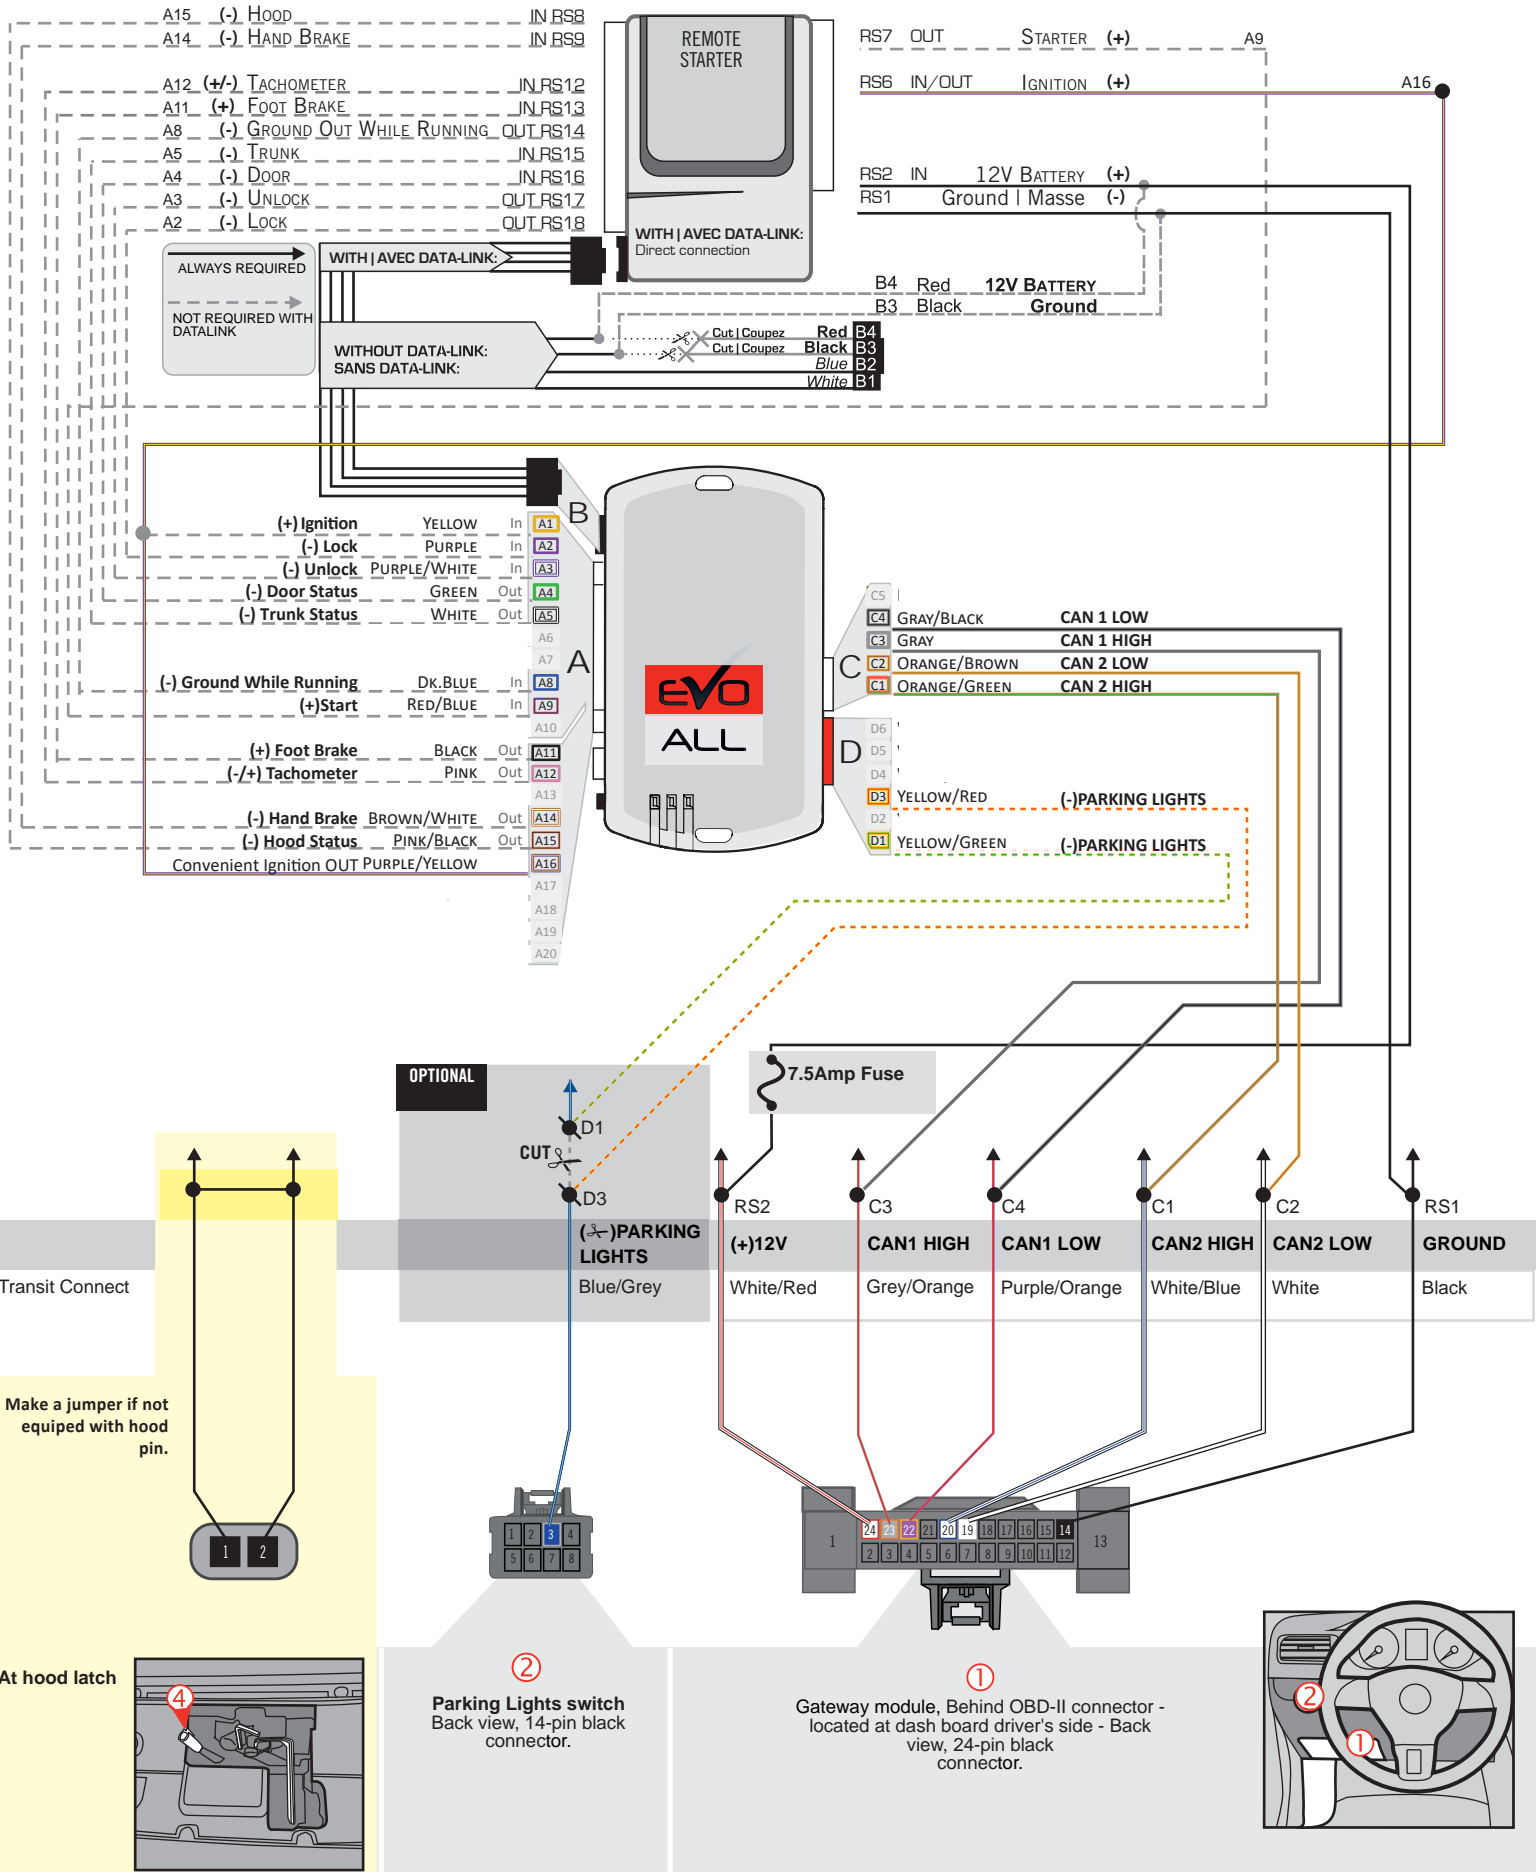 A15 (-) HOOD IN RS8
A14 (-) HAND BRAKE IN RS9
A12 (+/-) TACHOMETER IN RS12
A11 (+) FOOT BRAKE IN RS13
A8 (-) GROUND OUT WHILE RUNNING OUT RS14
A5 (-) TRUNK IN RS15
A4 (-) DOOR IN RS16
A3 (-) UNLOCK OUT RS17
A2 (-) LOCK OUT RS18
REMOTE
STARTER
WITH | AVEC DATA-LINK:
Direct connection
RS7 OUT STARTER (+) A9
RS6 IN/OUT IGNITION (+) A16
RS2 IN 12V BATTERY (+)
RS1 Ground | Masse (-)
ALWAYS REQUIRED
NOT REQUIRED WITH
DATALINK
WITH | AVEC DATA-LINK:
B4 Red 12V BATTERY
B3 Black Ground
WITHOUT DATA-LINK:
SANS DATA-LINK:
Cut | Coupez Red B4
Cut | Coupez Black B3
Blue B2
White B1
B
(+) Ignition YELLOW In A1
(-) Lock PURPLE In A2
(-) Unlock PURPLE/WHITE In A3
(-) Door Status GREEN Out A4
(-) Trunk Status WHITE Out A5
A6
A7
A
(-) Ground While Running DK.BLUE In A8
(+)Start RED/BLUE In A9
A10
(+) Foot Brake BLACK Out A11
(-/+) Tachometer PINK Out A12
A13
(-) Hand Brake BROWN/WHITE Out A14
(-) Hood Status PINK/BLACK Out A15
Convenient Ignition OUT PURPLE/YELLOW A16
A17
A18
A19
A20
EVO
ALL
C
C5
C4 GRAY/BLACK CAN 1 LOW
C3 GRAY CAN 1 HIGH
C2 ORANGE/BROWN CAN 2 LOW
C1 ORANGE/GREEN CAN 2 HIGH
D
D6
D5
D4
D3 YELLOW/RED (-)PARKING LIGHTS
D2
D1 YELLOW/GREEN (-)PARKING LIGHTS
OPTIONAL
7.5Amp Fuse
D1
CUT
D3
RS2 C3 C4 C1 C2 RS1
( )PARKING
LIGHTS
(+)12V CAN1 HIGH CAN1 LOW CAN2 HIGH CAN2 LOW GROUND
Transit Connect Blue/Grey White/Red Grey/Orange Purple/Orange White/Blue White Black
Make a jumper if not
equiped with hood
pin.
1 2
1 2 3 4
5 6 7 8
1 24 23 22 21 20 19 18 17 16 15 14 13
2 3 4 5 6 7 8 9 10 11 12
At hood latch
4
2
Parking Lights switch
Back view, 14-pin black
connector.
1
Gateway module, Behind OBD-II connector -
located at dash board driver's side - Back
view, 24-pin black
connector.
2
1